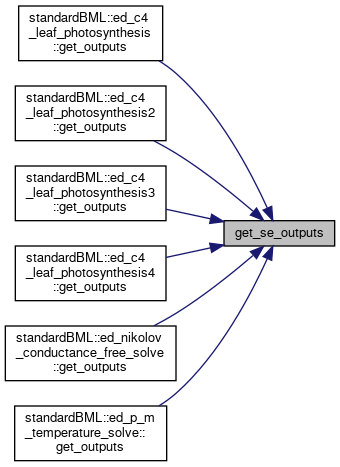 standardBML::ed_c4
_leaf_photosynthesis
::get_outputs
standardBML::ed_c4
_leaf_photosynthesis2
::get_outputs
standardBML::ed_c4
_leaf_photosynthesis3
::get_outputs
get_se_outputs
standardBML::ed_c4
_leaf_photosynthesis4
::get_outputs
standardBML::ed_nikolov
_conductance_free_solve
::get_outputs
standardBML::ed_p_m
_temperature_solve::
get_outputs